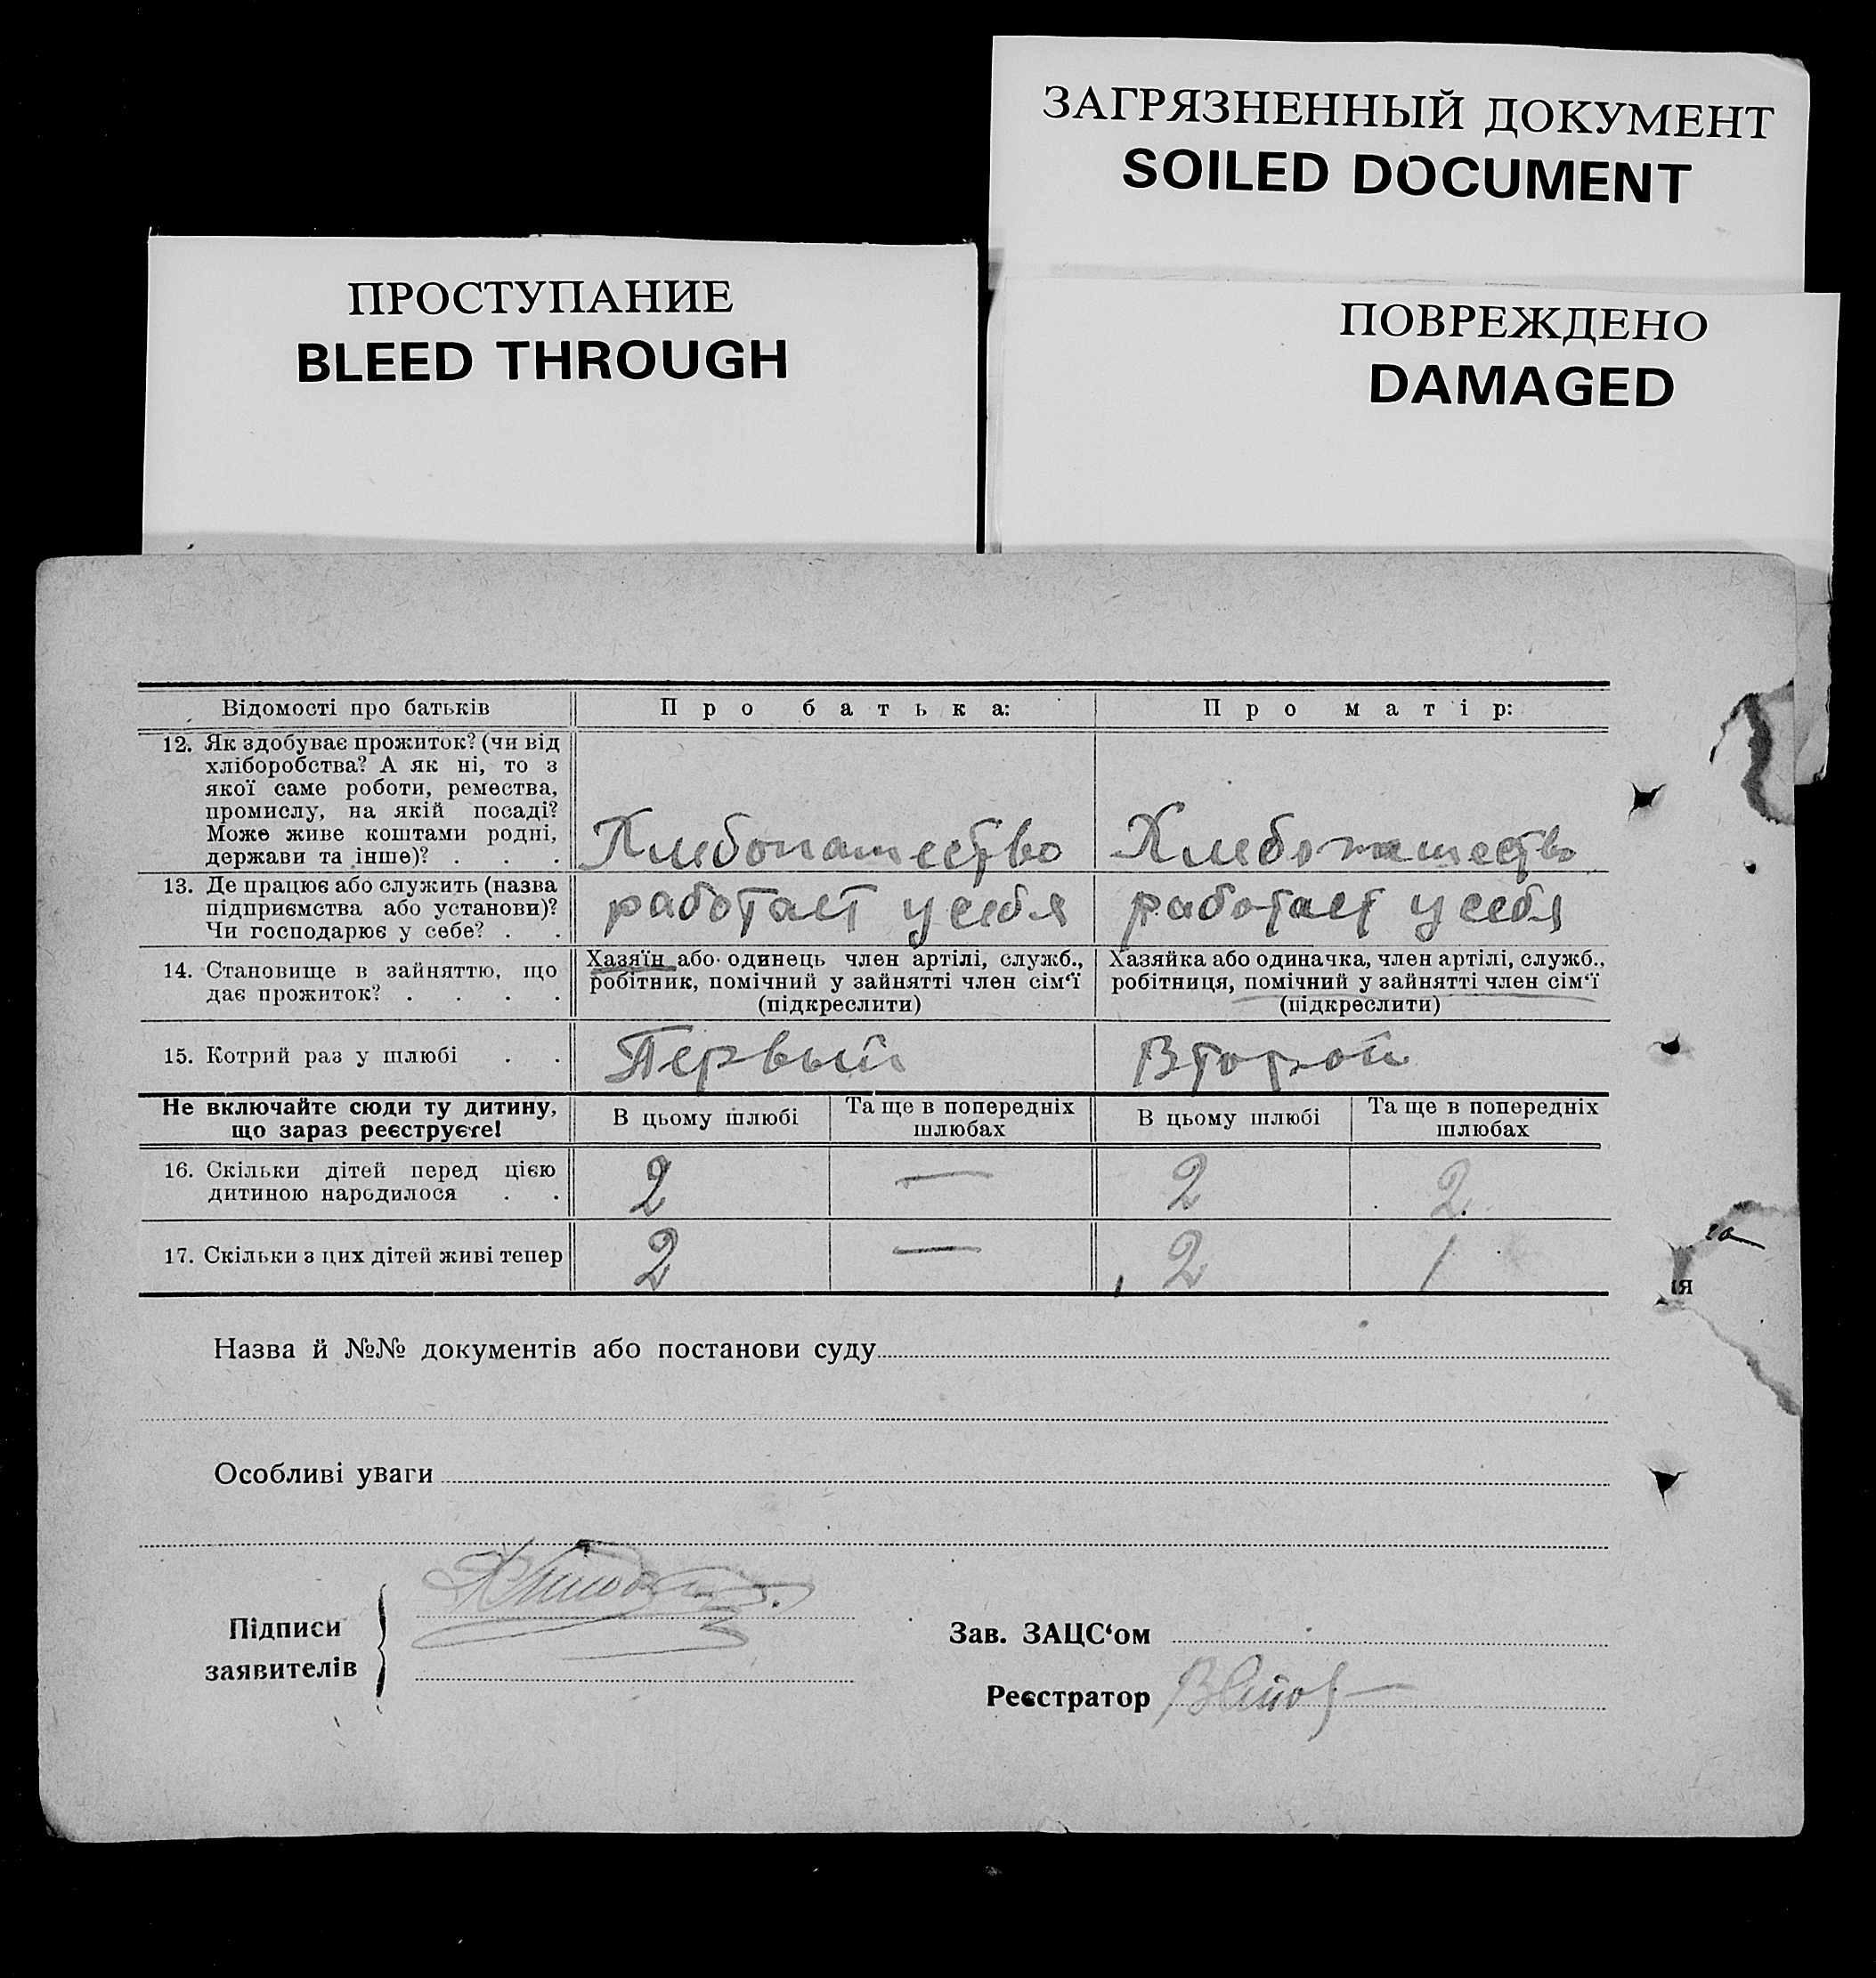 ЗАГРЯЗНЕННЫЙ ДОКУМЕНТ
SOILED DOCUMENT
ПРОСТУПАНИЕ
BLEED THROUGH
ПОВРЕЖДЕНО
DAMAGED
Відомості про батьків
Про батька:
Про матір:
12. Як здобуває прожиток? (чи від
хліборобства? А як ні, то з
якої саме роботи, ремества,
промислу, на якій посаді?
Може живе коштами родні,
держави та інше)? . . .
Хлебопашество
Хлебопашество
13. Де працює або служить (назва
підприємства або установи)?
Чи господарює у себе? . .
работает у себя
работает у себя
14. Становище в зайняттю, що
дає прожиток? . . . .
Хазяїн або одинець член артілі, служб.,
робітник, помічний у зайнятті член сім‘ї
(підкреслити)
Хазяйка або одиначка, член артілі, служб.,
робітниця, помічний у зайнятті член сім‘ї
(підкреслити)
15. Котрий раз у шлюбі . .
Первый
Второй
Не включайте сюди ту дитину,
що зараз реєструєте!
В цьому шлюбі
Та ще в попередніх
шлюбах
В цьому шлюбі
Та ще в попередніх
шлюбах
16. Скільки дітей перед цією
дитиною народилося . .
2 — 2 2
17. Скільки з цих дітей живі тепер
2 — 2 1
ія
Назва й №№ документів або постанови суду
Особливі уваги
Підписи
заявителів
Зав. ЗАЦС‘ом
Реєстратор